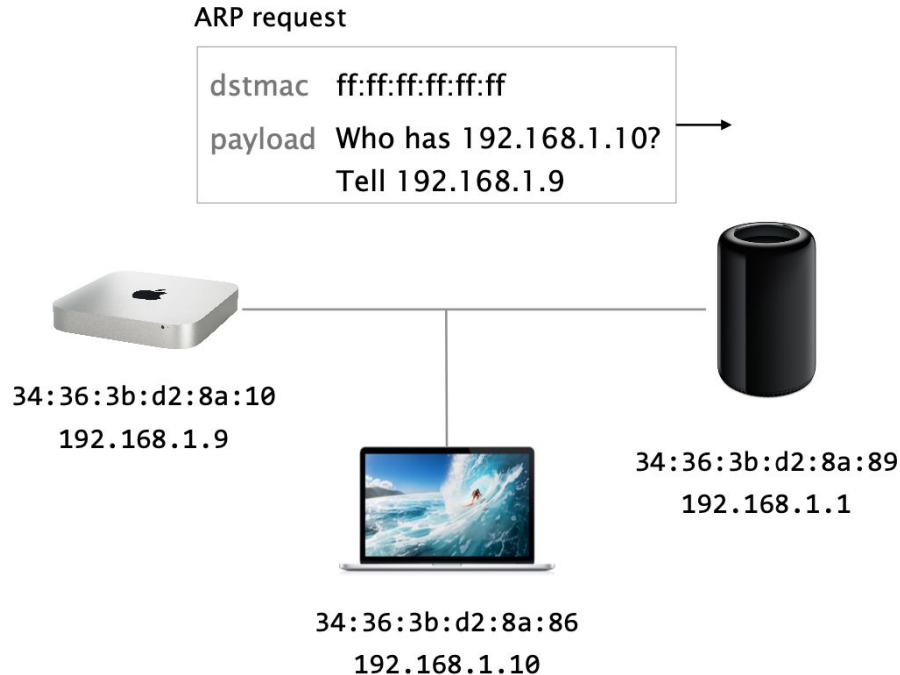 ARP request
dstmac ff:ff:ff:ff:ff:ff
payload Who has 192.168.1.10?
Tell 192.168.1.9
34:36:3b:d2:8a:10
192.168.1.9
34:36:3b:d2:8a:89
192.168.1.1
34:36:3b:d2:8a:86
192.168.1.10